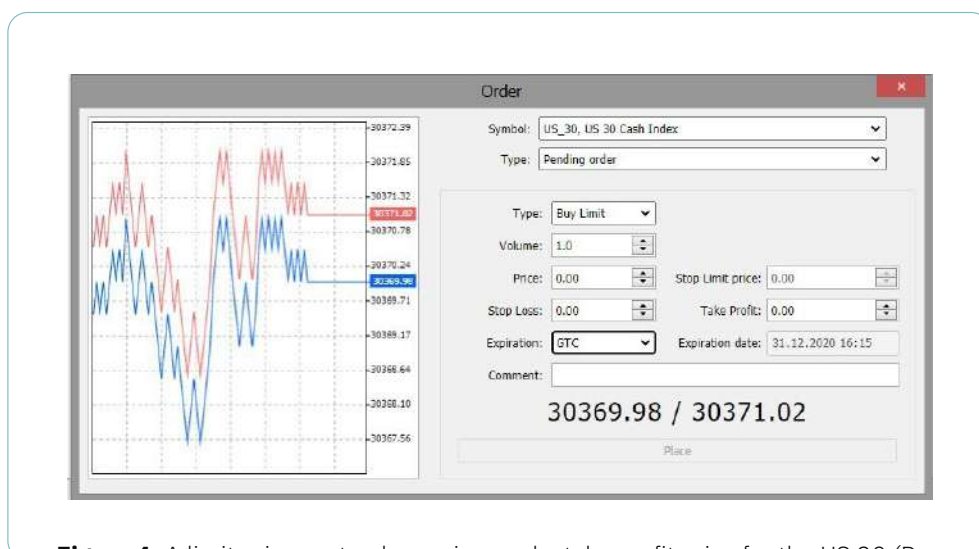 Order
30372.39
30371.85
30371.32
30371.02
30370.78
30370.24
30369.98
30369.71
30369.17
30368.64
30368.10
30367.56
Symbol: US_30, US 30 Cash Index
Type: Pending order
Type: Buy Limit
Volume: 1.0
Price: 0.00 Stop Limit price: 0.00
Stop Loss: 0.00 Take Profit: 0.00
Expiration: GTC Expiration date: 31.12.2020 16:15
Comment:
30369.98 / 30371.02
Place